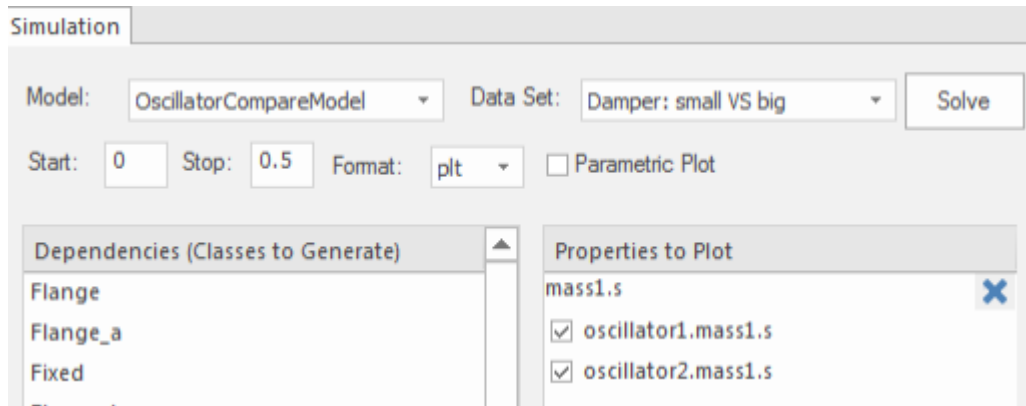 Simulation
Model: OscillatorCompareModel Data Set: Damper: small VS big Solve
Start: 0 Stop: 0.5 Format: plt Parametric Plot
Dependencies (Classes to Generate) Properties to Plot
Flange mass1.s
Flange_a oscillator1.mass1.s
Fixed oscillator2.mass1.s